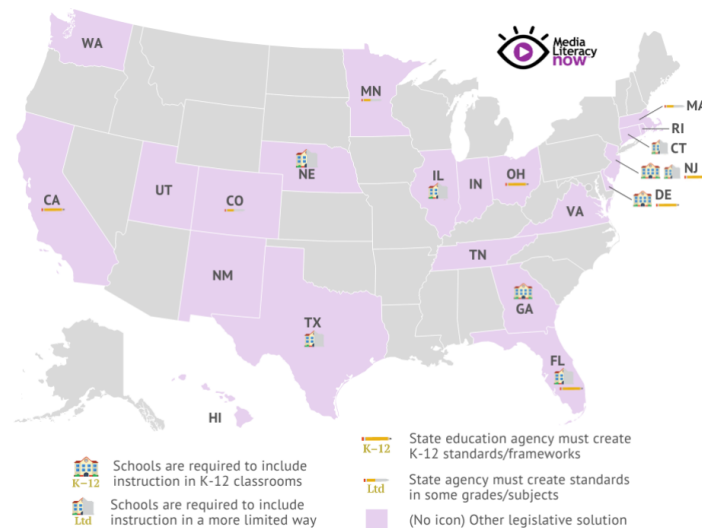 Media
Literacy
now
WA
MN
MA
RI
CT
NJ
DE
NE
IL
IN
OH
CA
UT
CO
VA
TN
NM
GA
TX
FL
HI
K–12
Schools are required to include
instruction in K-12 classrooms
Ltd
Schools are required to include
instruction in a more limited way
K–12
State education agency must create
K-12 standards/frameworks
Ltd
State agency must create standards
in some grades/subjects
(No icon) Other legislative solution